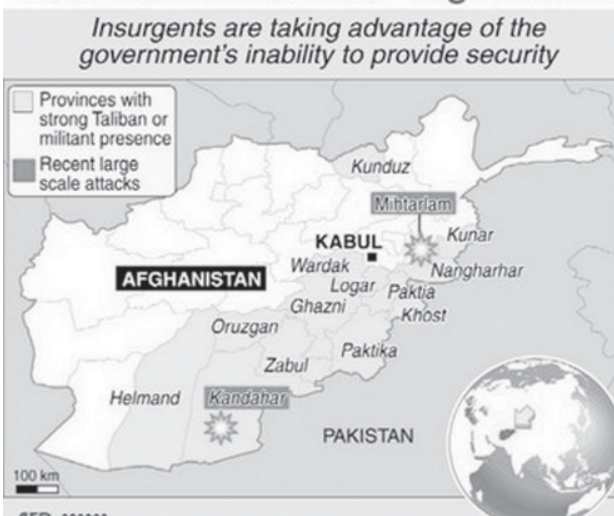 Insurgents are taking advantage of the
government's inability to provide security
Provinces with
strong Taliban or
militant presence
Recent large
scale attacks
Kunduz
Mihtarlam
KABUL
Kunar
Wardak
Nangharhar
AFGHANISTAN
Logar
Paktia
Ghazni
Khost
Oruzgan
Paktika
Zabul
Helmand
Kandahar
PAKISTAN
100 km